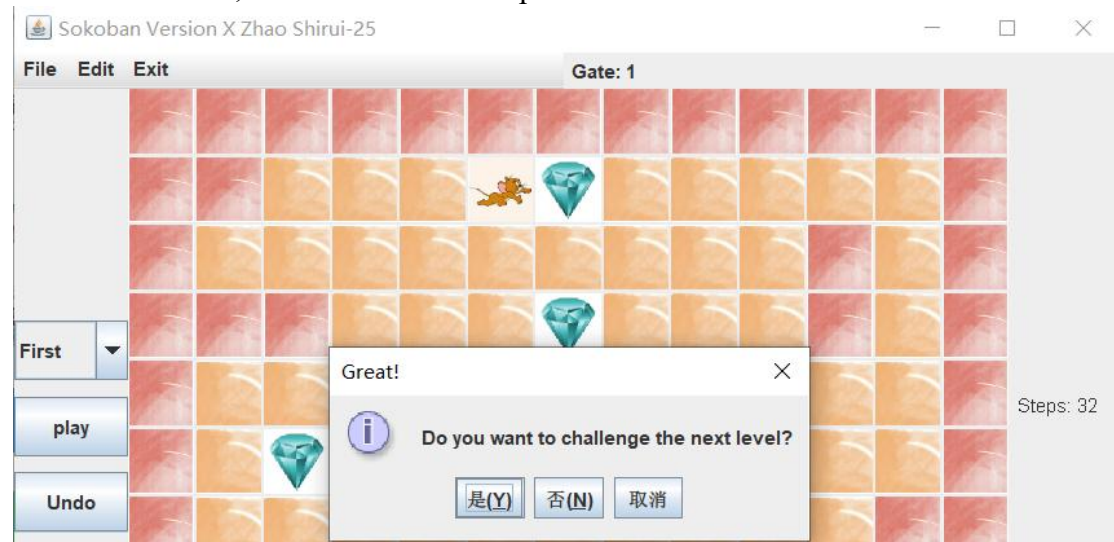 Sokoban Version X Zhao Shirui-25
File Edit Exit
Gate: 1
First
play
Undo
Steps: 32
Great!
Do you want to challenge the next level?
是(Y) 否(N) 取消